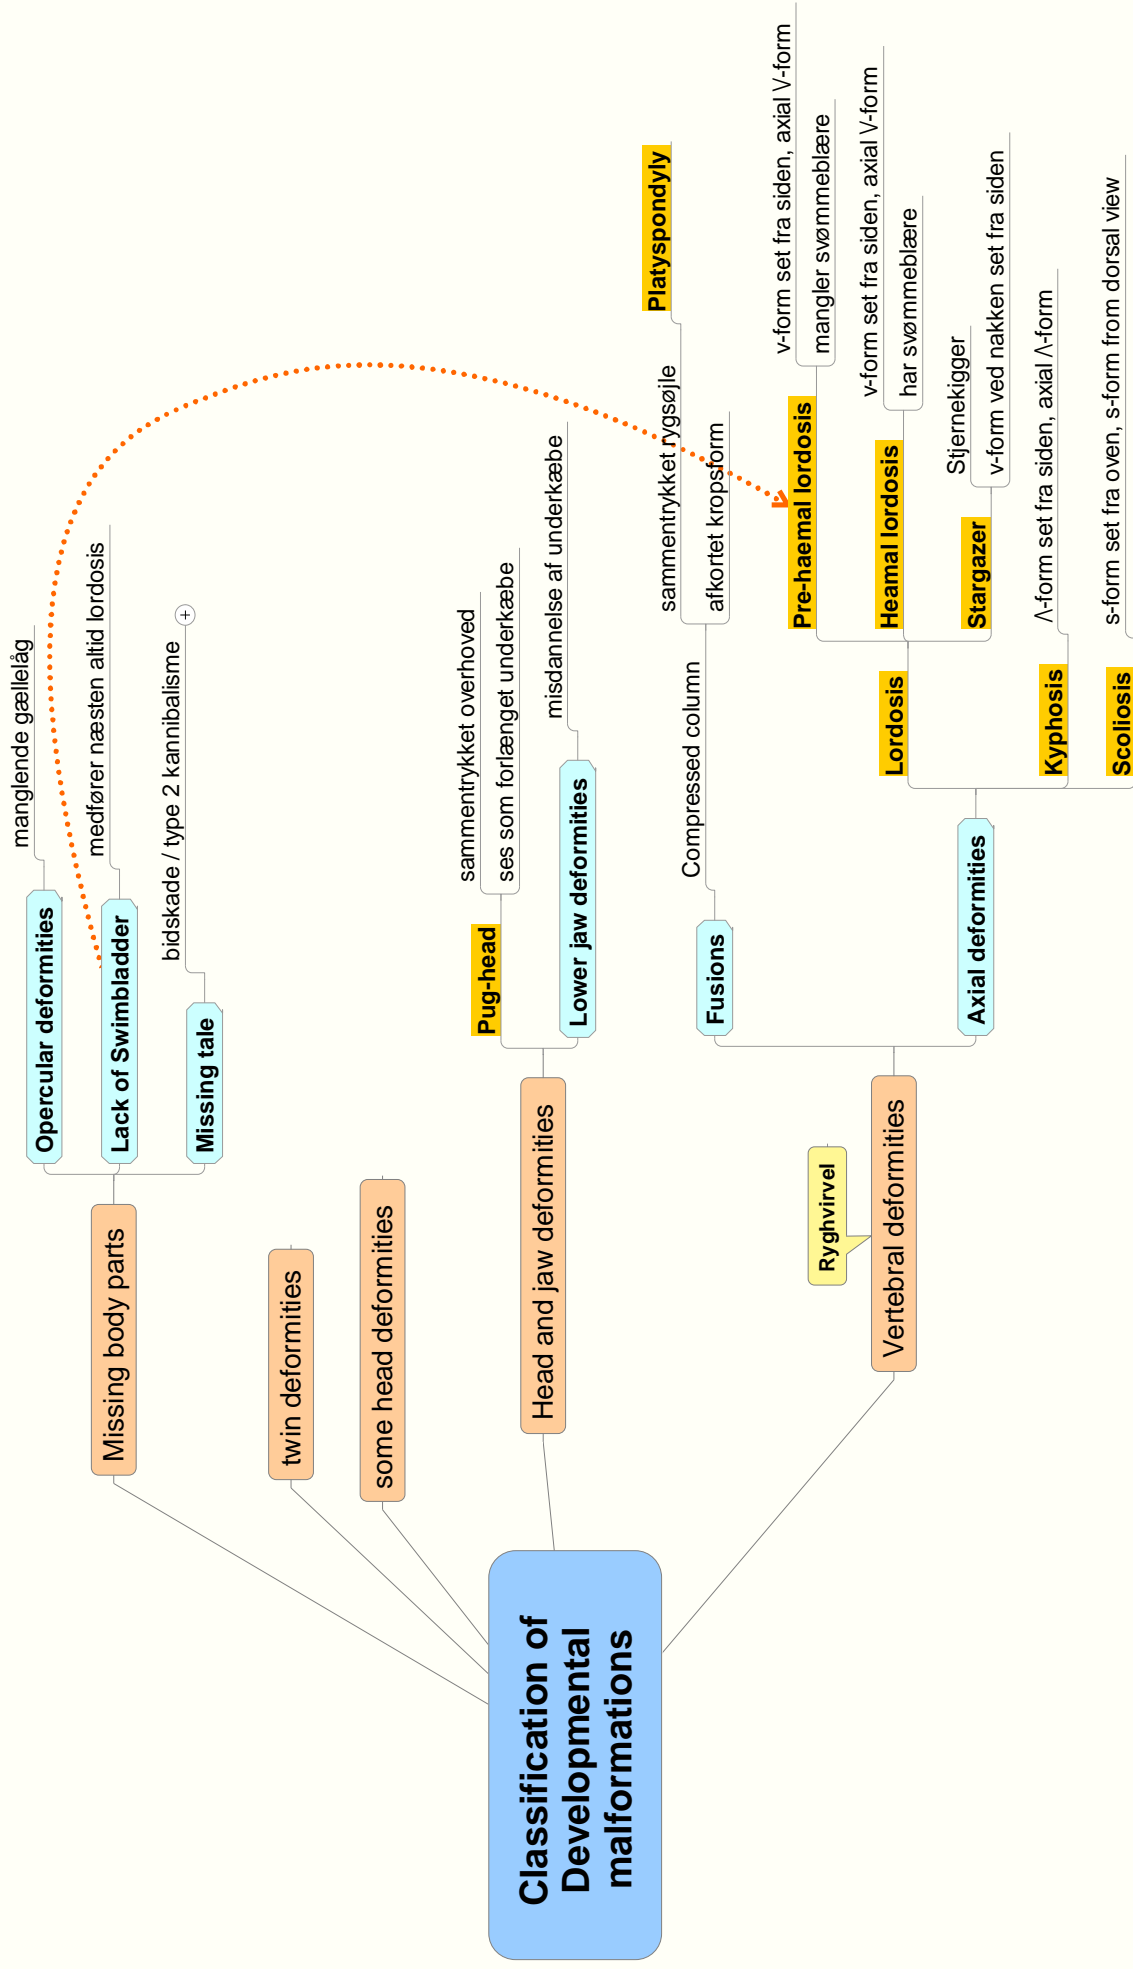 Classification of
Developmental
malformations
Missing body parts
Opercular deformities
manglende gællelåg
Lack of Swimbladder
medfører næsten altid lordosis
Missing tale
bidskade / type 2 kannibalisme
+
twin deformities
some head deformities
Head and jaw deformities
Pug-head
sammentrykket overhoved
ses som forlænget underkæbe
Lower jaw deformities
misdannelse af underkæbe
Vertebral deformities
Ryghvirvel
Fusions
Compressed column
sammentrykket rygsøjle
Platyspondyly
afkortet kropsform
Axial deformities
Lordosis
Pre-haemal lordosis
v-form set fra siden, axial V-form
mangler svømmeblære
Heamal lordosis
v-form set fra siden, axial V-form
har svømmeblære
Stargazer
Stjernekigger
v-form ved nakken set fra siden
Kyphosis
Λ-form set fra siden, axial Λ-form
Scoliosis
s-form set fra oven, s-form from dorsal view